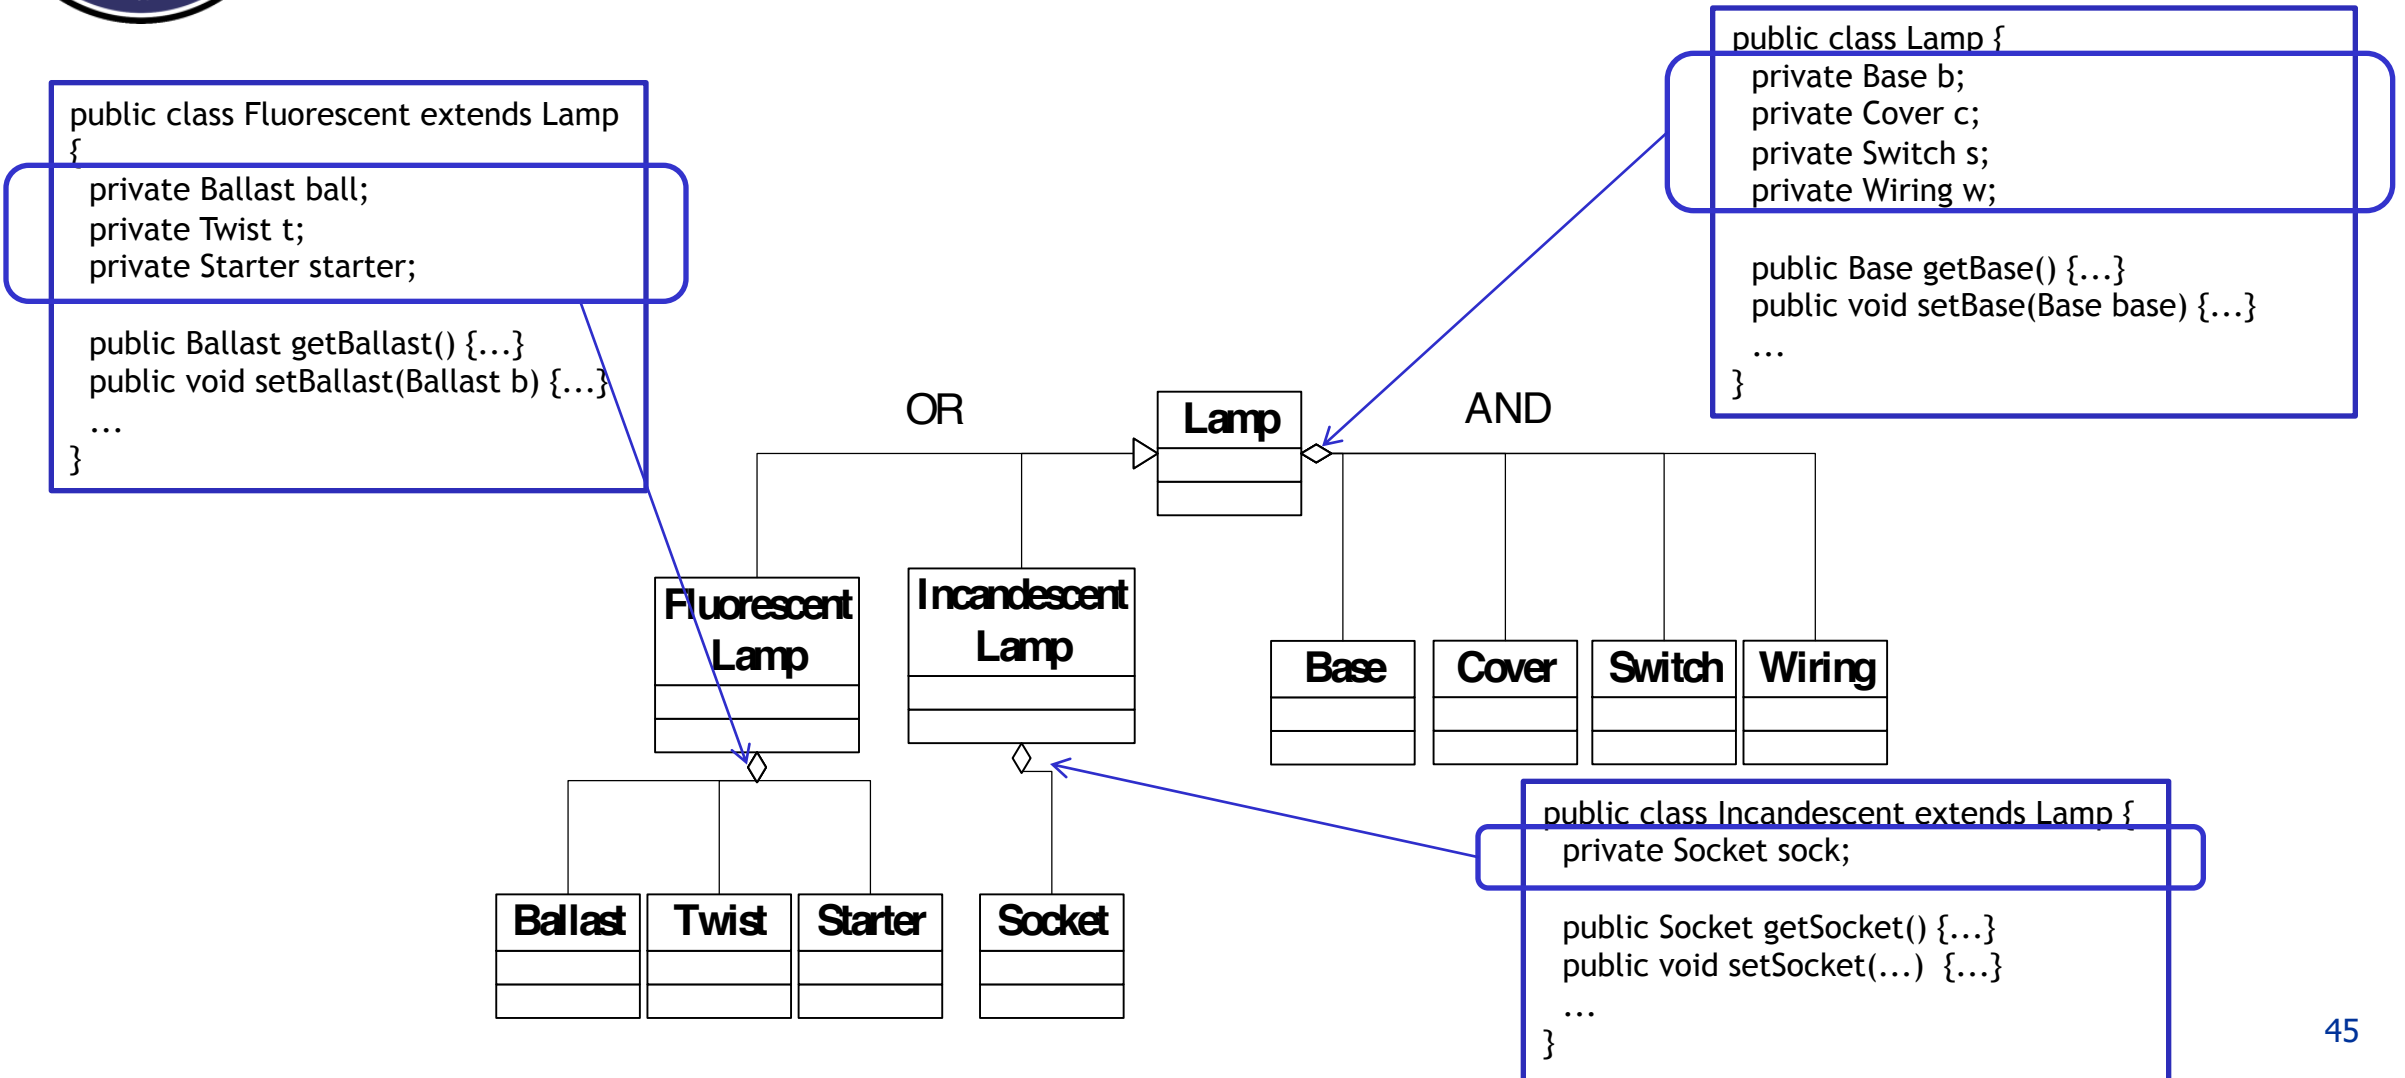 public class Lamp {
private Base b;
private Cover c;
private Switch s;
private Wiring w;
public Base getBase() {...}
public void setBase(Base base) {...}
...
}
public class Fluorescent extends Lamp
{
private Ballast ball;
private Twist t;
private Starter starter;
public Ballast getBallast() {...}
public void setBallast(Ballast b) {...}
...
}
OR
Lamp
AND
Fluorescent
Lamp
Incandescent
Lamp
Base
Cover
Switch
Wiring
Ballast
Twist
Starter
Socket
public class Incandescent extends Lamp {
private Socket sock;
public Socket getSocket() {...}
public void setSocket(...) {...}
...
}
45